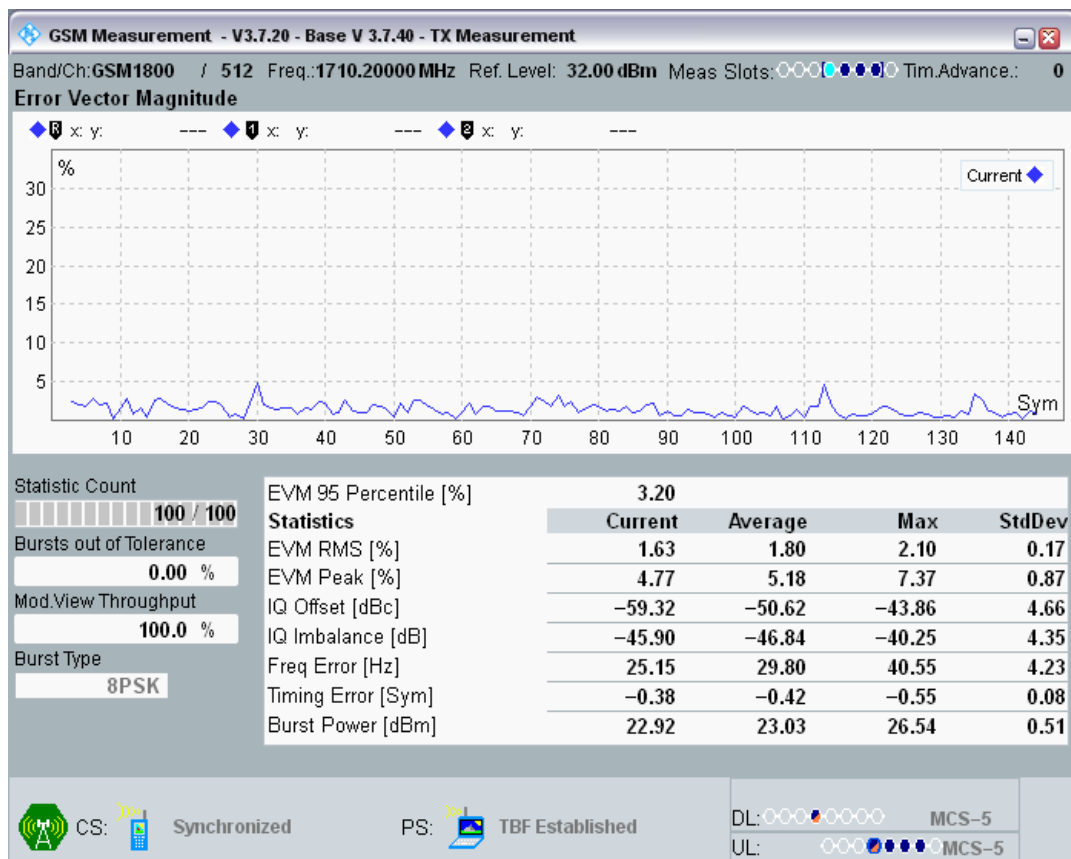 GSM Measurement - V3.7.20 - Base V 3.7.40 - TX Measurement
Band/Ch:GSM1800 / 512 Freq.:1710.20000 MHz Ref. Level: 32.00 dBm Meas Slots: Tim.Advance.: 0
Error Vector Magnitude
R x: y: --- 1 x: y: --- 2 x: y: ---
%
Current
30
25
20
15
10
5
Sym
10 20 30 40 50 60 70 80 90 100 110 120 130 140
Statistic Count
100 / 100
Bursts out of Tolerance
0.00 %
Mod.View Throughput
100.0 %
Burst Type
8PSK
EVM 95 Percentile [%] 3.20
Statistics Current Average Max StdDev
EVM RMS [%] 1.63 1.80 2.10 0.17
EVM Peak [%] 4.77 5.18 7.37 0.87
IQ Offset [dBc] −59.32 −50.62 −43.86 4.66
IQ Imbalance [dB] −45.90 −46.84 −40.25 4.35
Freq Error [Hz] 25.15 29.80 40.55 4.23
Timing Error [Sym] −0.38 −0.42 −0.55 0.08
Burst Power [dBm] 22.92 23.03 26.54 0.51
CS: Synchronized PS: TBF Established
DL: MCS−5
UL: MCS−5